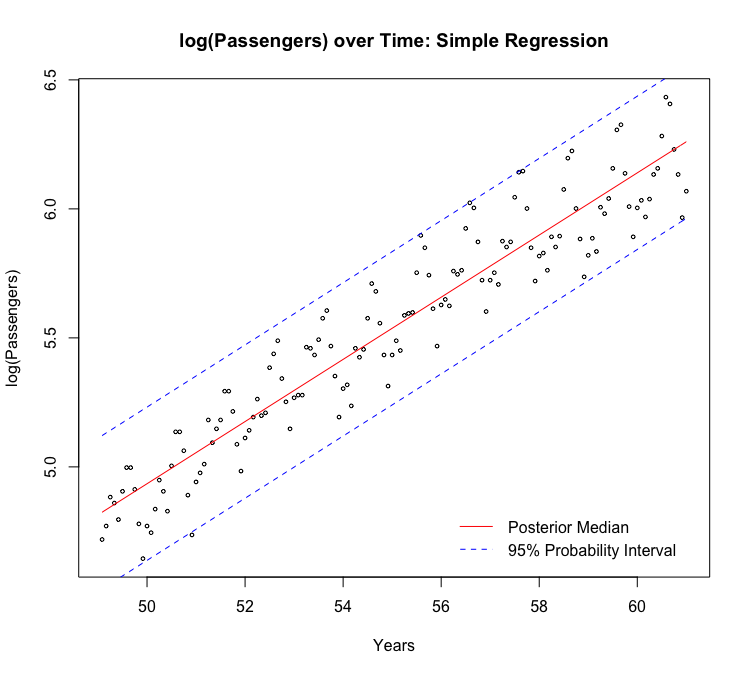 log(Passengers) over Time: Simple Regression
log(Passengers)
6.5
6.0
5.5
5.0
50 52 54 56 58 60
Years
Posterior Median
95% Probability Interval